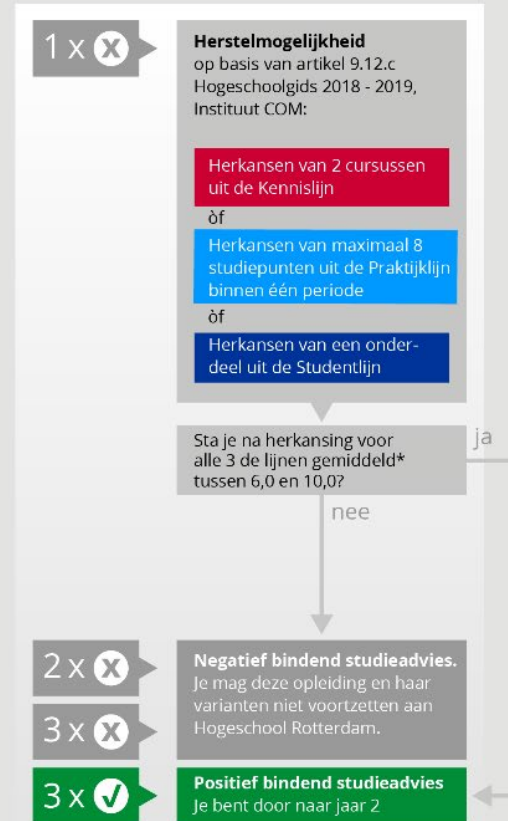 1 x
Herstelmogelijkheid
op basis van artikel 9.12.c
Hogeschoolgids 2018 - 2019,
Instituut COM:
Herkansen van 2 cursussen
uit de Kennislijn
òf
Herkansen van maximaal 8
studiepunten uit de Praktijklijn
binnen één periode
òf
Herkansen van een onder-
deel uit de Studentlijn
Sta je na herkansing voor
alle 3 de lijnen gemiddeld*
tussen 6,0 en 10,0?
ja
nee
2 x
3 x
Negatief bindend studieadvies.
Je mag deze opleiding en haar
varianten niet voortzetten aan
Hogeschool Rotterdam.
3 x
Positief bindend studieadvies
Je bent door naar jaar 2